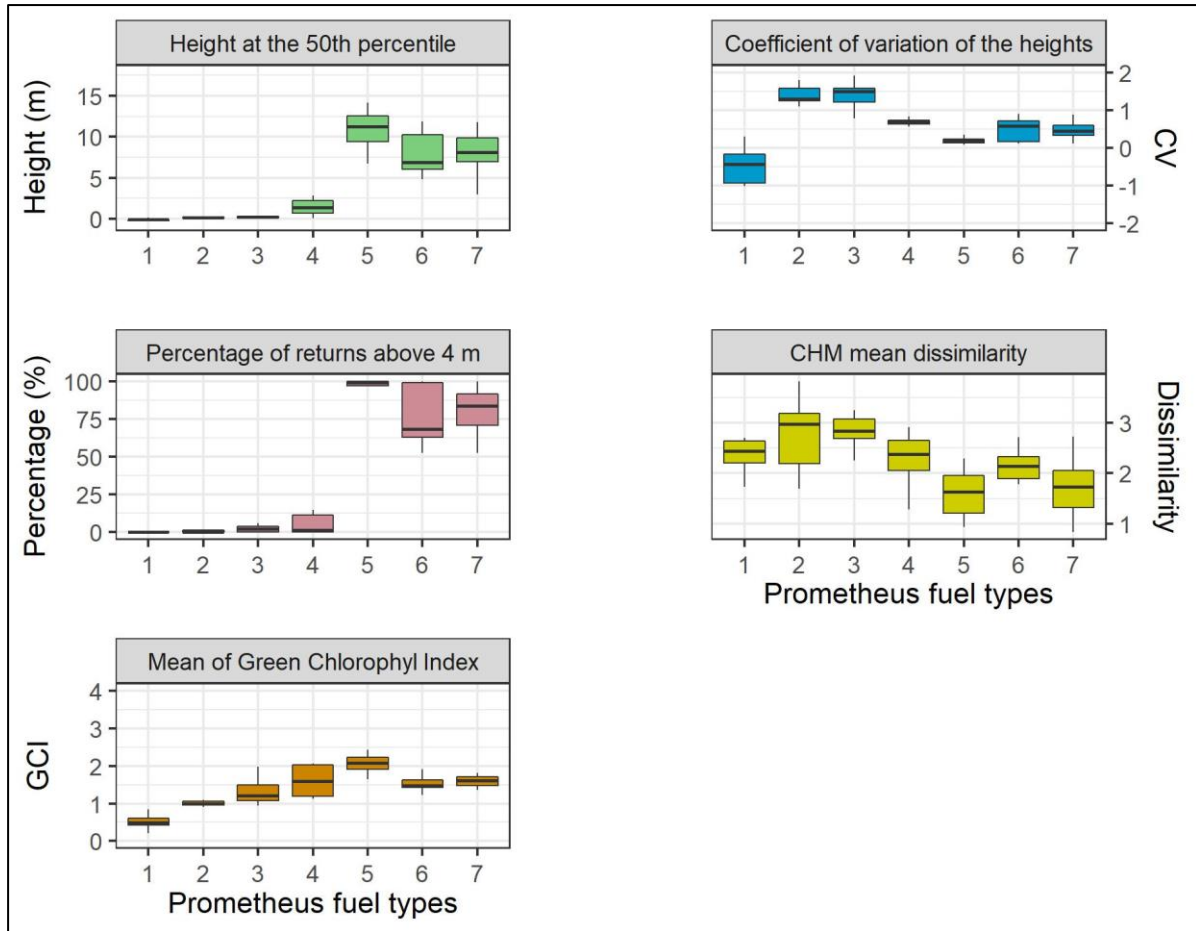 Height at the 50th percentile
Height (m)
15
10
5
0
1 2 3 4 5 6 7
Coefficient of variation of the heights
CV
2
1
0
-1
-2
1 2 3 4 5 6 7
Percentage of returns above 4 m
Percentage (%)
100
75
50
25
0
1 2 3 4 5 6 7
CHM mean dissimilarity
Dissimilarity
3
2
1
1 2 3 4 5 6 7
Prometheus fuel types
Mean of Green Chlorophyl Index
GCI
4
3
2
1
0
1 2 3 4 5 6 7
Prometheus fuel types